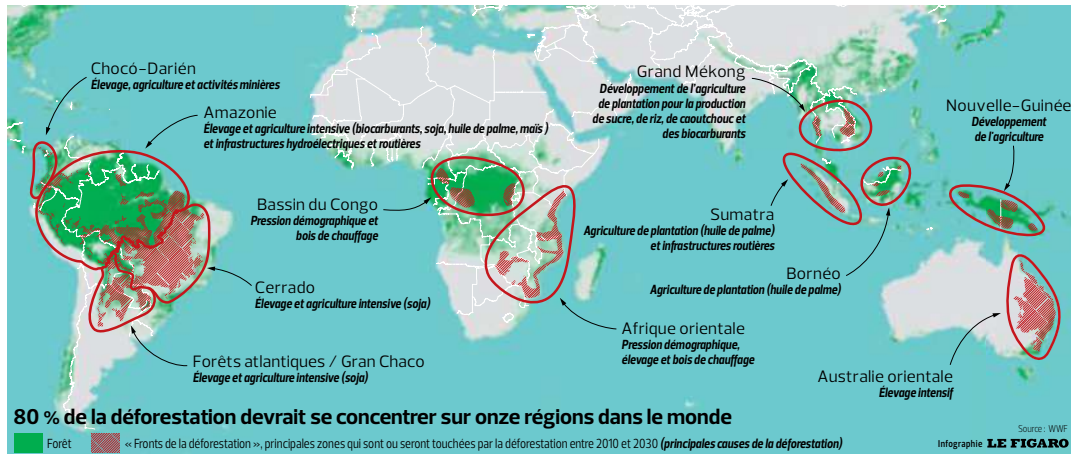 Chocó-Darién
Élevage, agriculture et activités minières
Amazonie
Élevage et agriculture intensive (biocarburants, soja, huile de palme, maïs )
et infrastructures hydroélectriques et routières
Bassin du Congo
Pression démographique et
bois de chauffage
Cerrado
Élevage et agriculture intensive (soja)
Forêts atlantiques / Gran Chaco
Élevage et agriculture intensive (soja)
Grand Mékong
Développement de l'agriculture
de plantation pour la production
de sucre, de riz, de caoutchouc et
des biocarburants
Nouvelle-Guinée
Développement
de l'agriculture
Sumatra
Agriculture de plantation (huile de palme)
et infrastructures routières
Bornéo
Agriculture de plantation (huile de palme)
Afrique orientale
Pression démographique,
élevage et bois de chauffage
Australie orientale
Élevage intensif
80 % de la déforestation devrait se concentrer sur onze régions dans le monde
Forêt
« Fronts de la déforestation », principales zones qui sont ou seront touchées par la déforestation entre 2010 et 2030 (principales causes de la déforestation)
Source : WWF
Infographie LE FIGARO